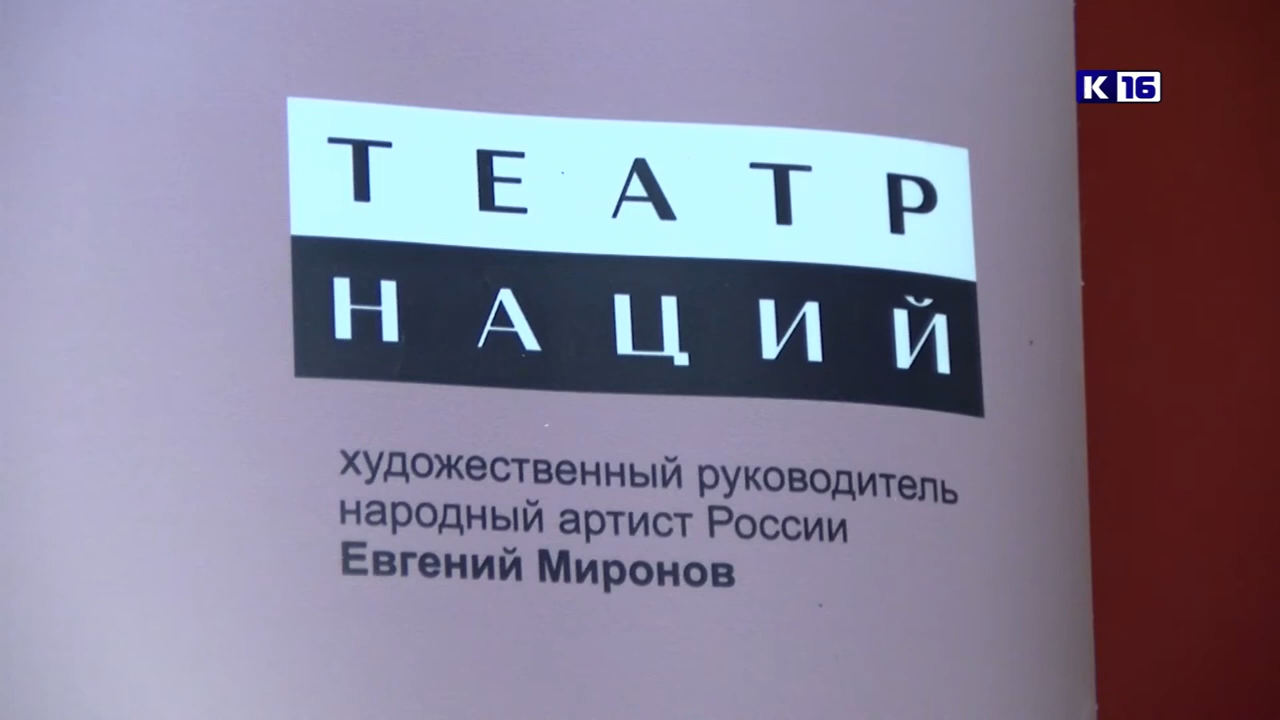 К 16
ТЕАТР
НАЦИЙ
художественный руководитель
народный артист России
Евгений Миронов